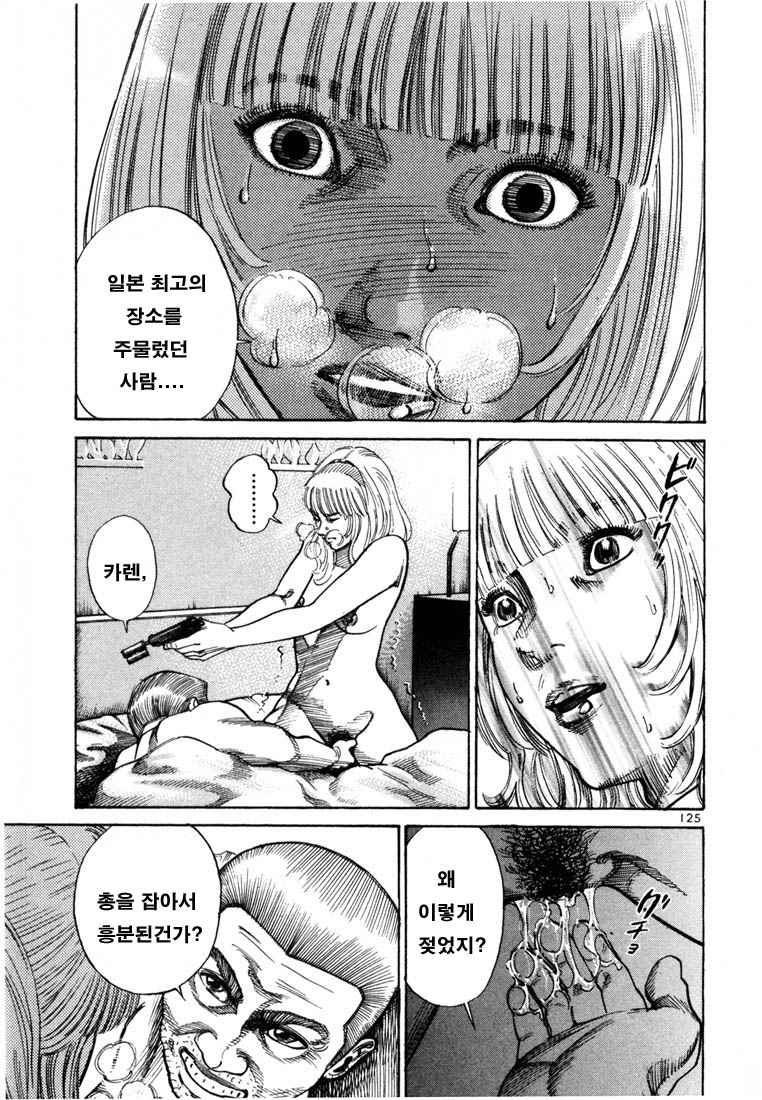 일본 최고의
장소를
주물렀던
사람....
………
카렌,
ビククク
125
왜
이렇게
젖었지?
グチョ
총을 잡아서
흥분된건가?